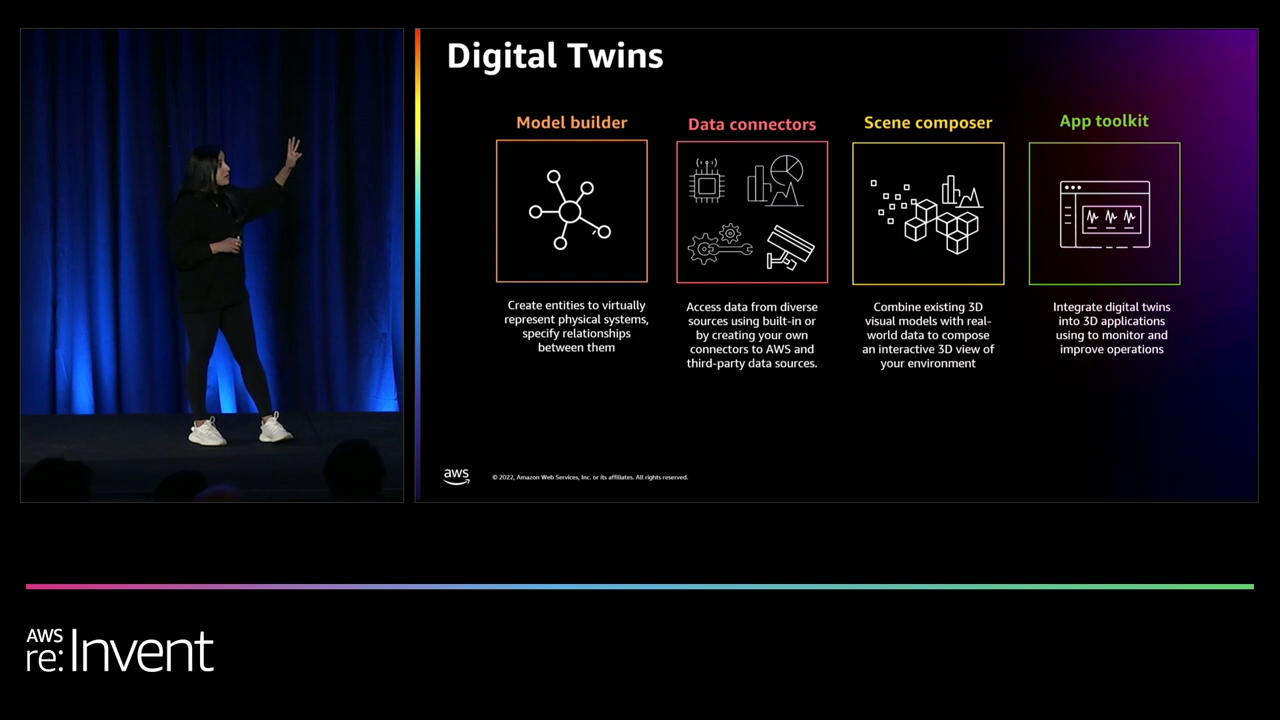 Digital Twins
Model builder
Create entities to virtually
represent physical systems,
specify relationships
between them
Data connectors
Access data from diverse
sources using built-in or
by creating your own
connectors to AWS and
third-party data sources.
Scene composer
Combine existing 3D
visual models with real-
world data to compose
an interactive 3D view of
your environment
App toolkit
Integrate digital twins
into 3D applications
using to monitor and
improve operations
aws
© 2022, Amazon Web Services, Inc. or its affiliates. All rights reserved.
AWS
re:Invent